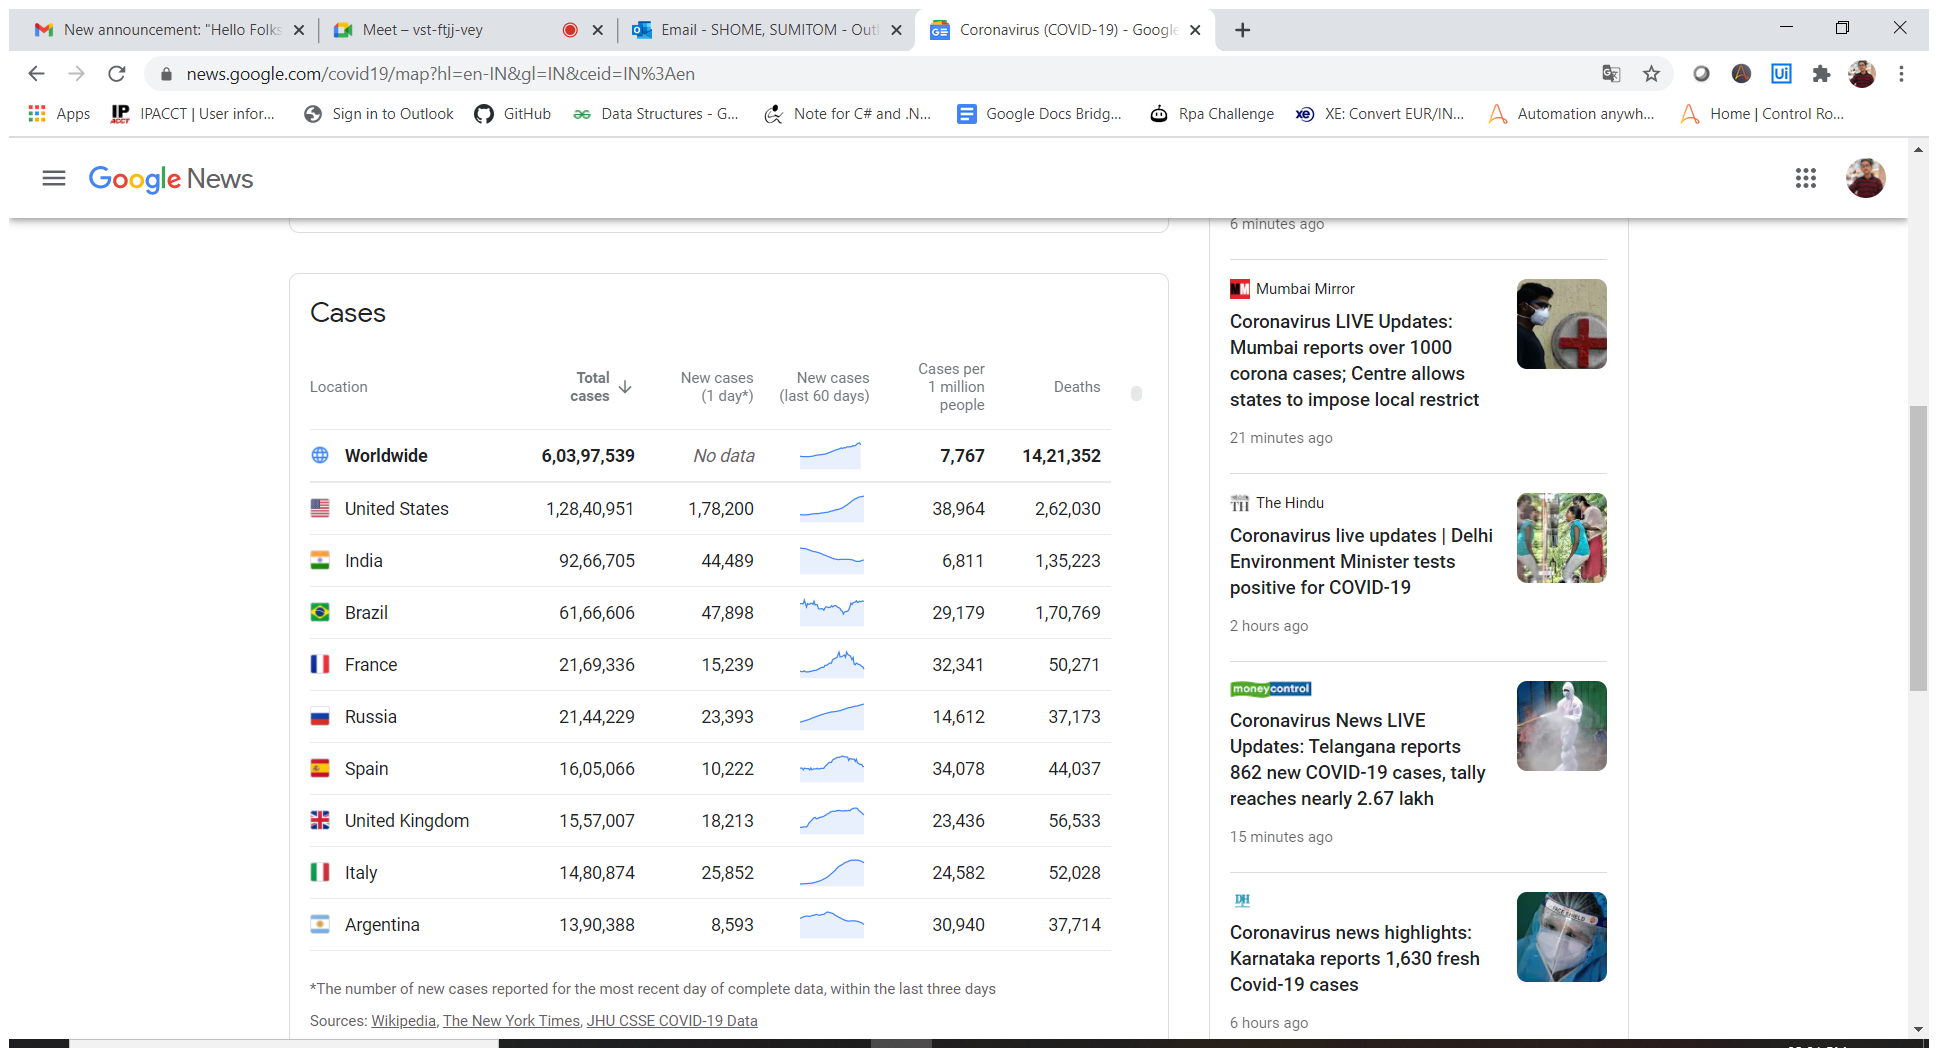 New announcement: "Hello Folks
Meet – vst-ftjj-vey
Email - SHOME, SUMITOM - Outl
Coronavirus (COVID-19) - Google
news.google.com/covid19/map?hl=en-IN&gl=IN&ceid=IN%3Aen
Ui
Apps
IP
ACCT
IPACCT | User infor...
Sign in to Outlook
GitHub
Data Structures - G...
Note for C# and .N...
Google Docs Bridg...
Rpa Challenge
XE: Convert EUR/IN...
Automation anywh...
Home | Control Ro...
Google News
Cases
Location
Total cases
New cases (1 day*)
New cases (last 60 days)
Cases per 1 million people
Deaths
Worldwide 6,03,97,539 No data 7,767 14,21,352
United States 1,28,40,951 1,78,200 38,964 2,62,030
India 92,66,705 44,489 6,811 1,35,223
Brazil 61,66,606 47,898 29,179 1,70,769
France 21,69,336 15,239 32,341 50,271
Russia 21,44,229 23,393 14,612 37,173
Spain 16,05,066 10,222 34,078 44,037
United Kingdom 15,57,007 18,213 23,436 56,533
Italy 14,80,874 25,852 24,582 52,028
Argentina 13,90,388 8,593 30,940 37,714
*The number of new cases reported for the most recent day of complete data, within the last three days
Sources: Wikipedia, The New York Times, JHU CSSE COVID-19 Data
6 minutes ago
MM Mumbai Mirror
Coronavirus LIVE Updates:
Mumbai reports over 1000
corona cases; Centre allows
states to impose local restrict
21 minutes ago
TH The Hindu
Coronavirus live updates | Delhi
Environment Minister tests
positive for COVID-19
2 hours ago
moneycontrol
Coronavirus News LIVE
Updates: Telangana reports
862 new COVID-19 cases, tally
reaches nearly 2.67 lakh
15 minutes ago
DH
Coronavirus news highlights:
Karnataka reports 1,630 fresh
Covid-19 cases
FACE SHIELD
6 hours ago